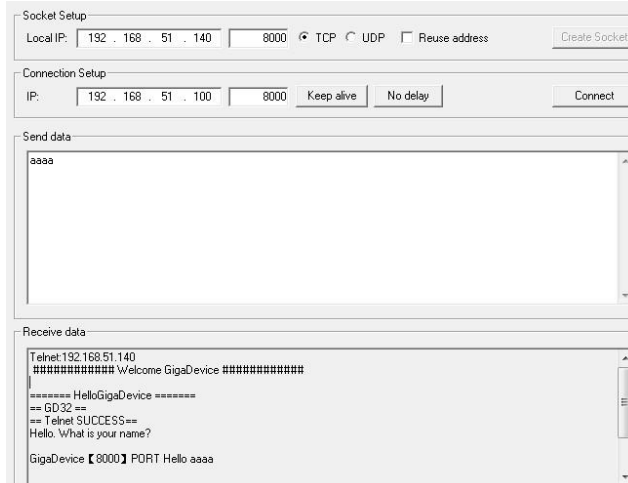 Socket Setup
Local IP: 192 . 168 . 51 . 140 8000 TCP UDP Reuse address Create Socket
Connection Setup
IP: 192 . 168 . 51 . 100 8000 Keep alive No delay Connect
Send data
aaaa
Receive data
Telnet:192.168.51.140
############ Welcome GigaDevice ############
======= HelloGigaDevice =======
== GD32 ==
== Telnet SUCCESS==
Hello. What is your name?
GigaDevice【8000】PORT Hello aaaa